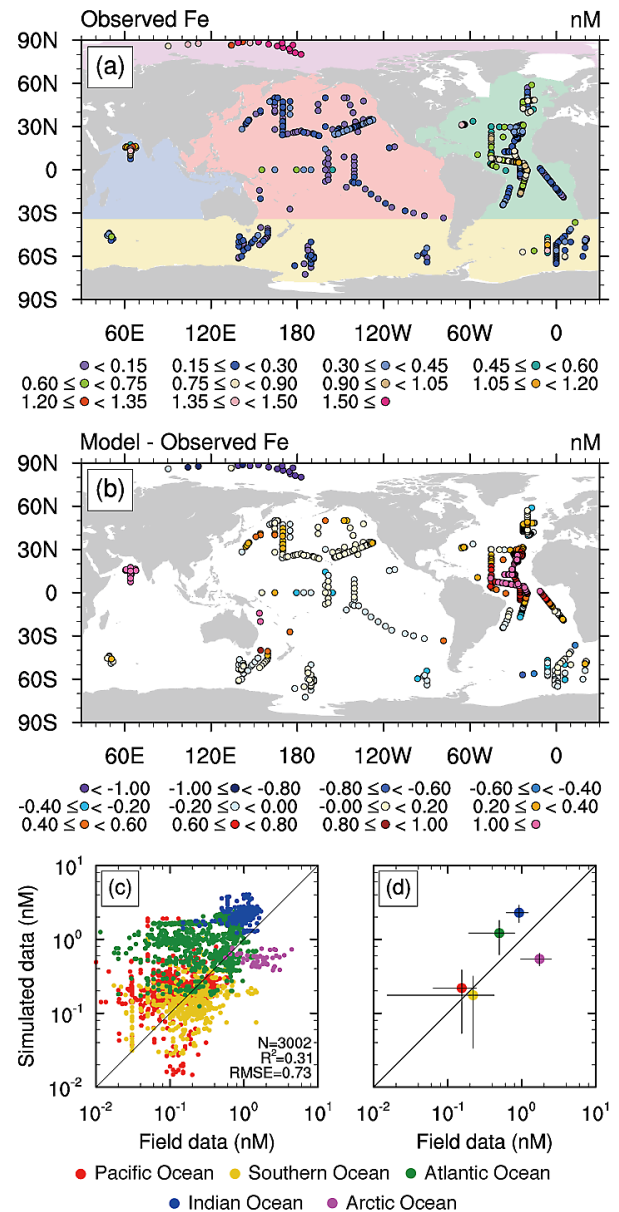 Observed Fe nM
90N
(a)
60N
30N
0
30S
60S
90S
60E 120E 180 120W 60W 0
< 0.15 0.15 ≤ < 0.30 0.30 ≤ < 0.45 0.45 ≤ < 0.60
0.60 ≤ < 0.75 0.75 ≤ < 0.90 0.90 ≤ < 1.05 1.05 ≤ < 1.20
1.20 ≤ < 1.35 1.35 ≤ < 1.50 1.50 ≤
Model - Observed Fe nM
90N
(b)
60N
30N
0
30S
60S
90S
60E 120E 180 120W 60W 0
< -1.00 -1.00 ≤ < -0.80 -0.80 ≤ < -0.60 -0.60 ≤ < -0.40
-0.40 ≤ < -0.20 -0.20 ≤ < 0.00 -0.00 ≤ < 0.20 0.20 ≤ < 0.40
0.40 ≤ < 0.60 0.60 ≤ < 0.80 0.80 ≤ < 1.00 1.00 ≤
Simulated data (nM)
10¹
10⁰
10⁻¹
10⁻²
(c)
N=3002
R²=0.31
RMSE=0.73
10⁻² 10⁻¹ 10⁰ 10¹
Field data (nM)
(d)
10¹
10⁰
10⁻¹
10⁻²
10⁻² 10⁻¹ 10⁰ 10¹
Field data (nM)
Pacific Ocean Southern Ocean Atlantic Ocean
Indian Ocean Arctic Ocean